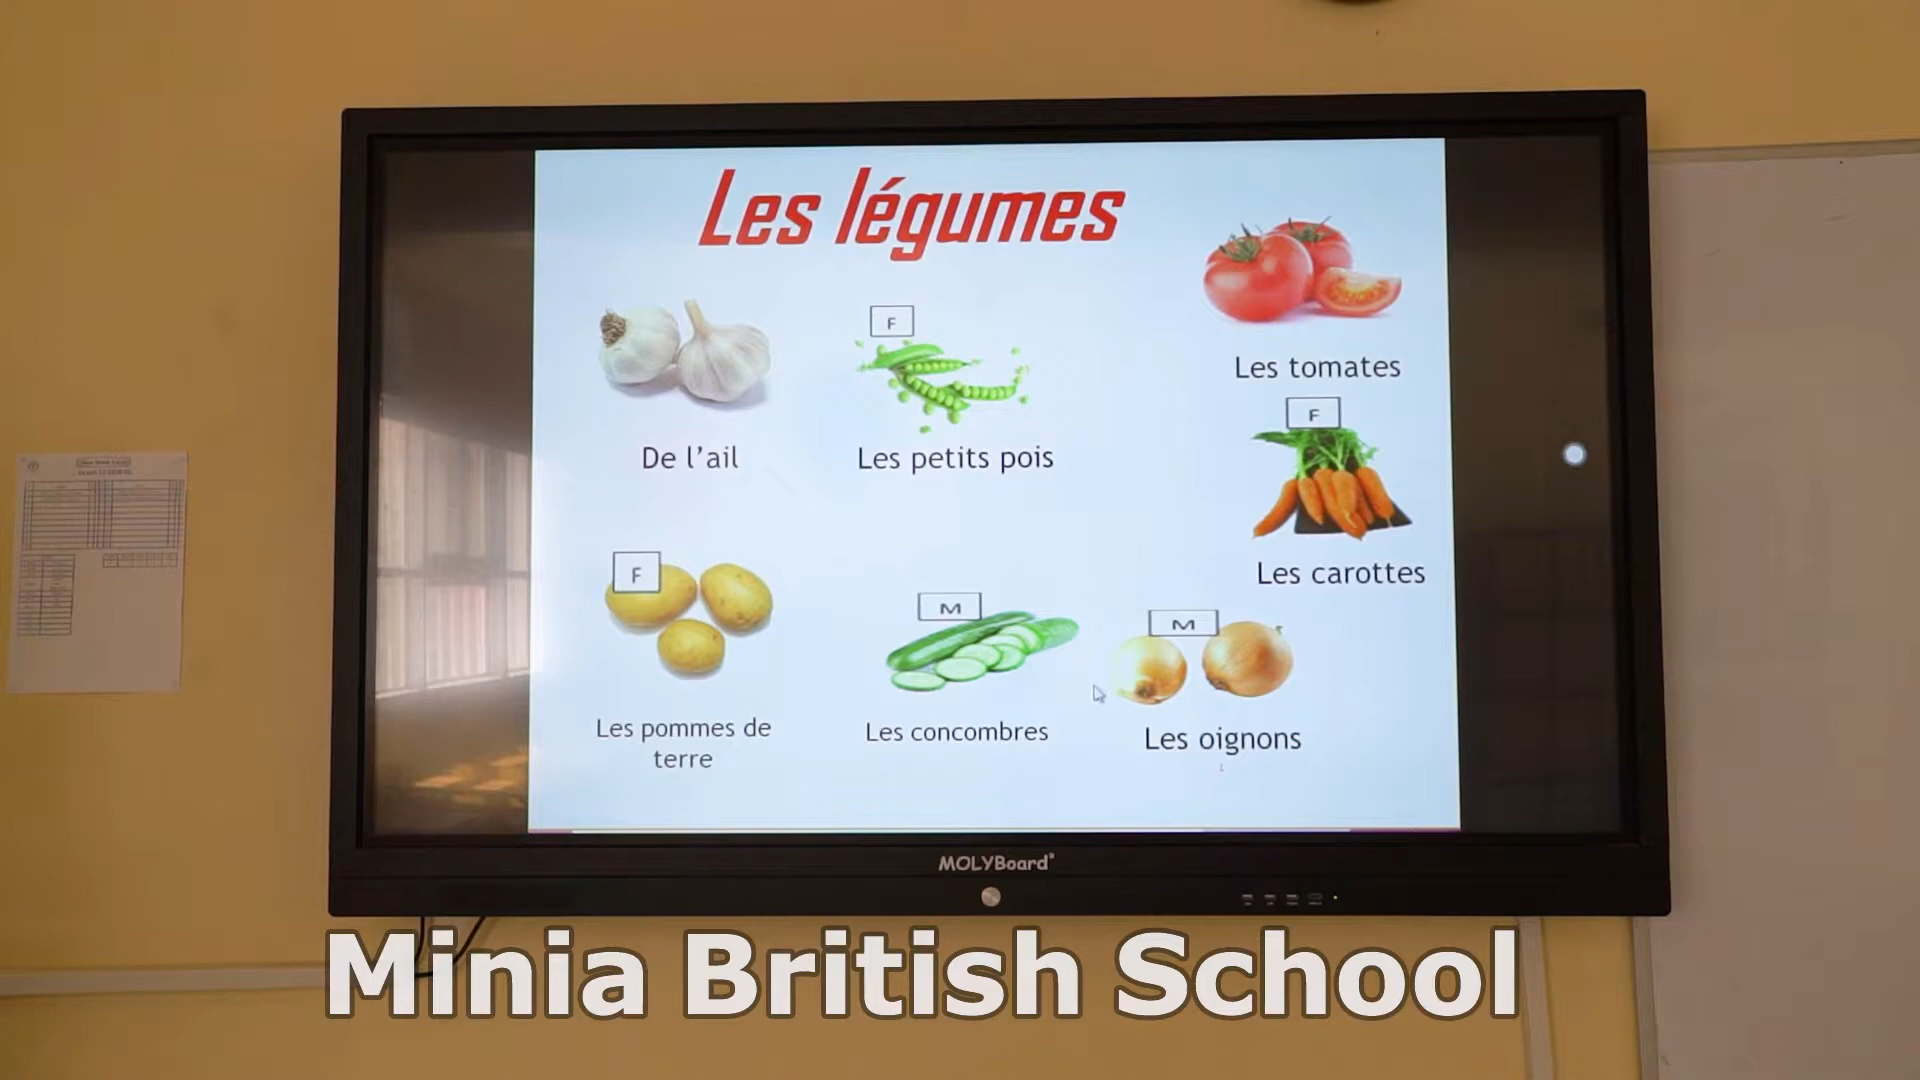 Les légumes
F
De l'ail
Les petits pois
Les tomates
F
Les carottes
F
Les pommes de
terre
M
Les concombres
M
Les oignons
MOLYBoard
Minia British School